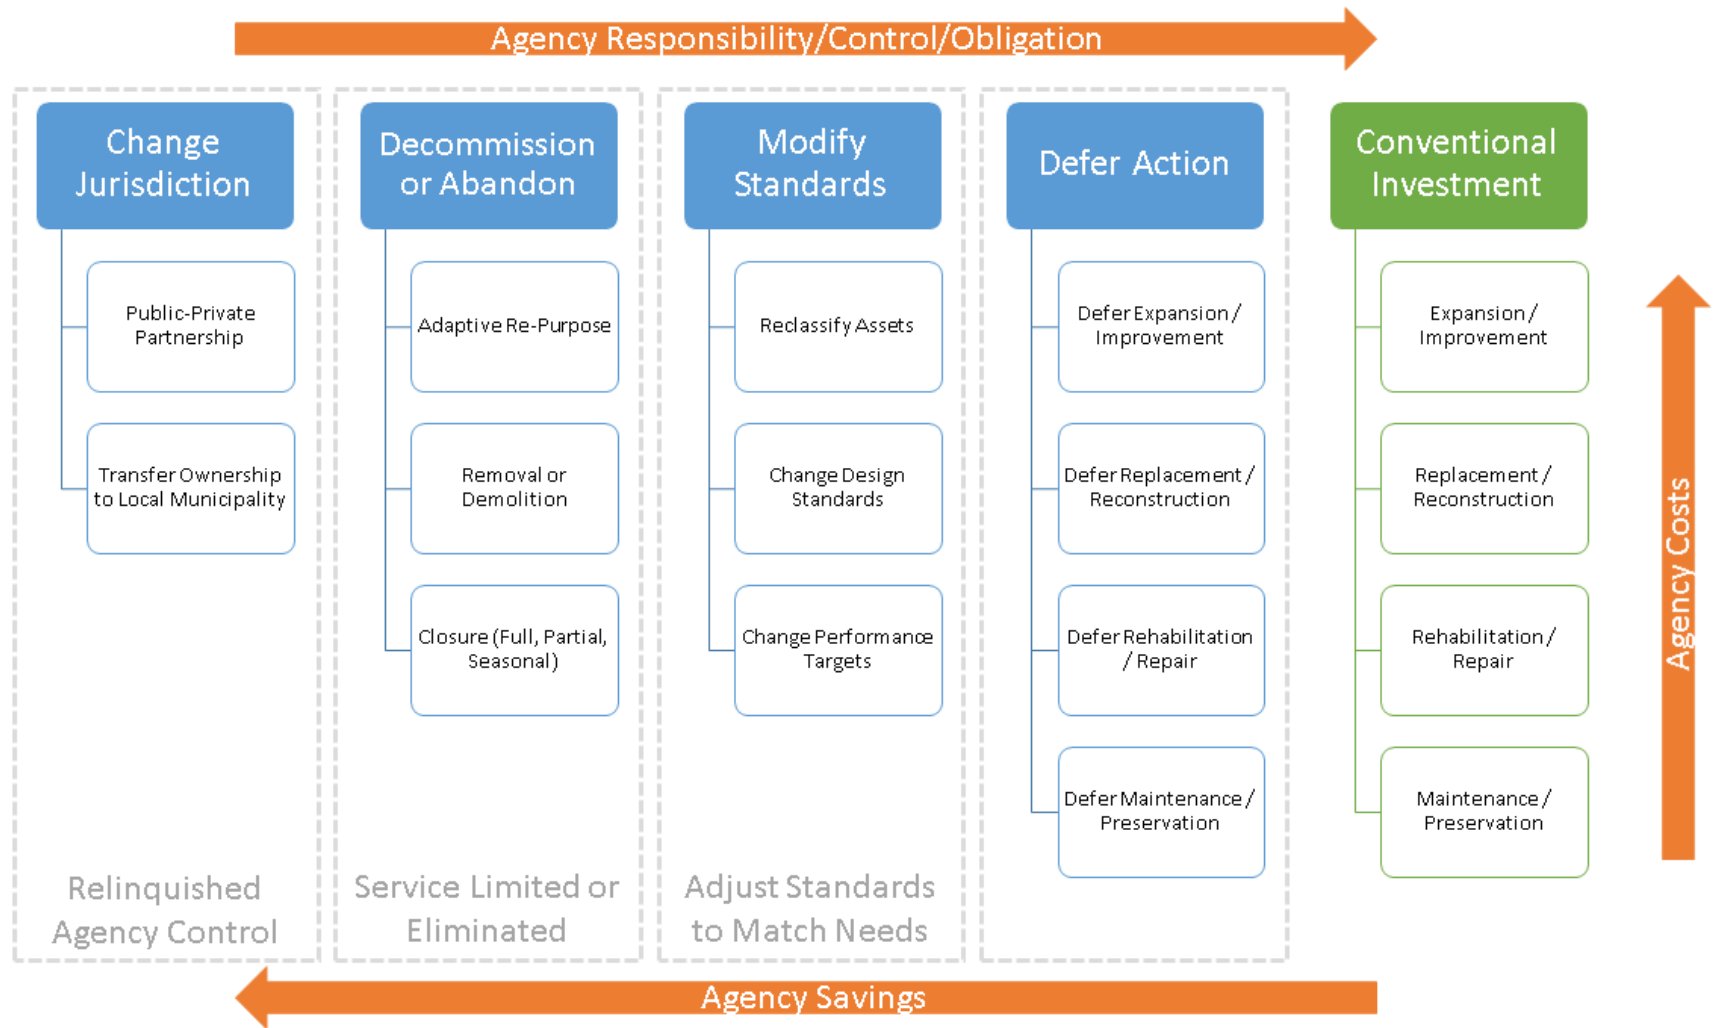 Agency Responsibility/Control/Obligation
Change
Jurisdiction
Public-Private
Partnership
Transfer Ownership
to Local Municipality
Relinquished
Agency Control
Decommission
or Abandon
Adaptive Re-Purpose
Removal or
Demolition
Closure (Full, Partial,
Seasonal)
Service Limited or
Eliminated
Modify
Standards
Reclassify Assets
Change Design
Standards
Change Performance
Targets
Adjust Standards
to Match Needs
Defer Action
Defer Expansion /
Improvement
Defer Replacement /
Reconstruction
Defer Rehabilitation
/ Repair
Defer Maintenance /
Preservation
Conventional
Investment
Expansion /
Improvement
Replacement /
Reconstruction
Rehabilitation /
Repair
Maintenance /
Preservation
Agency Costs
Agency Savings